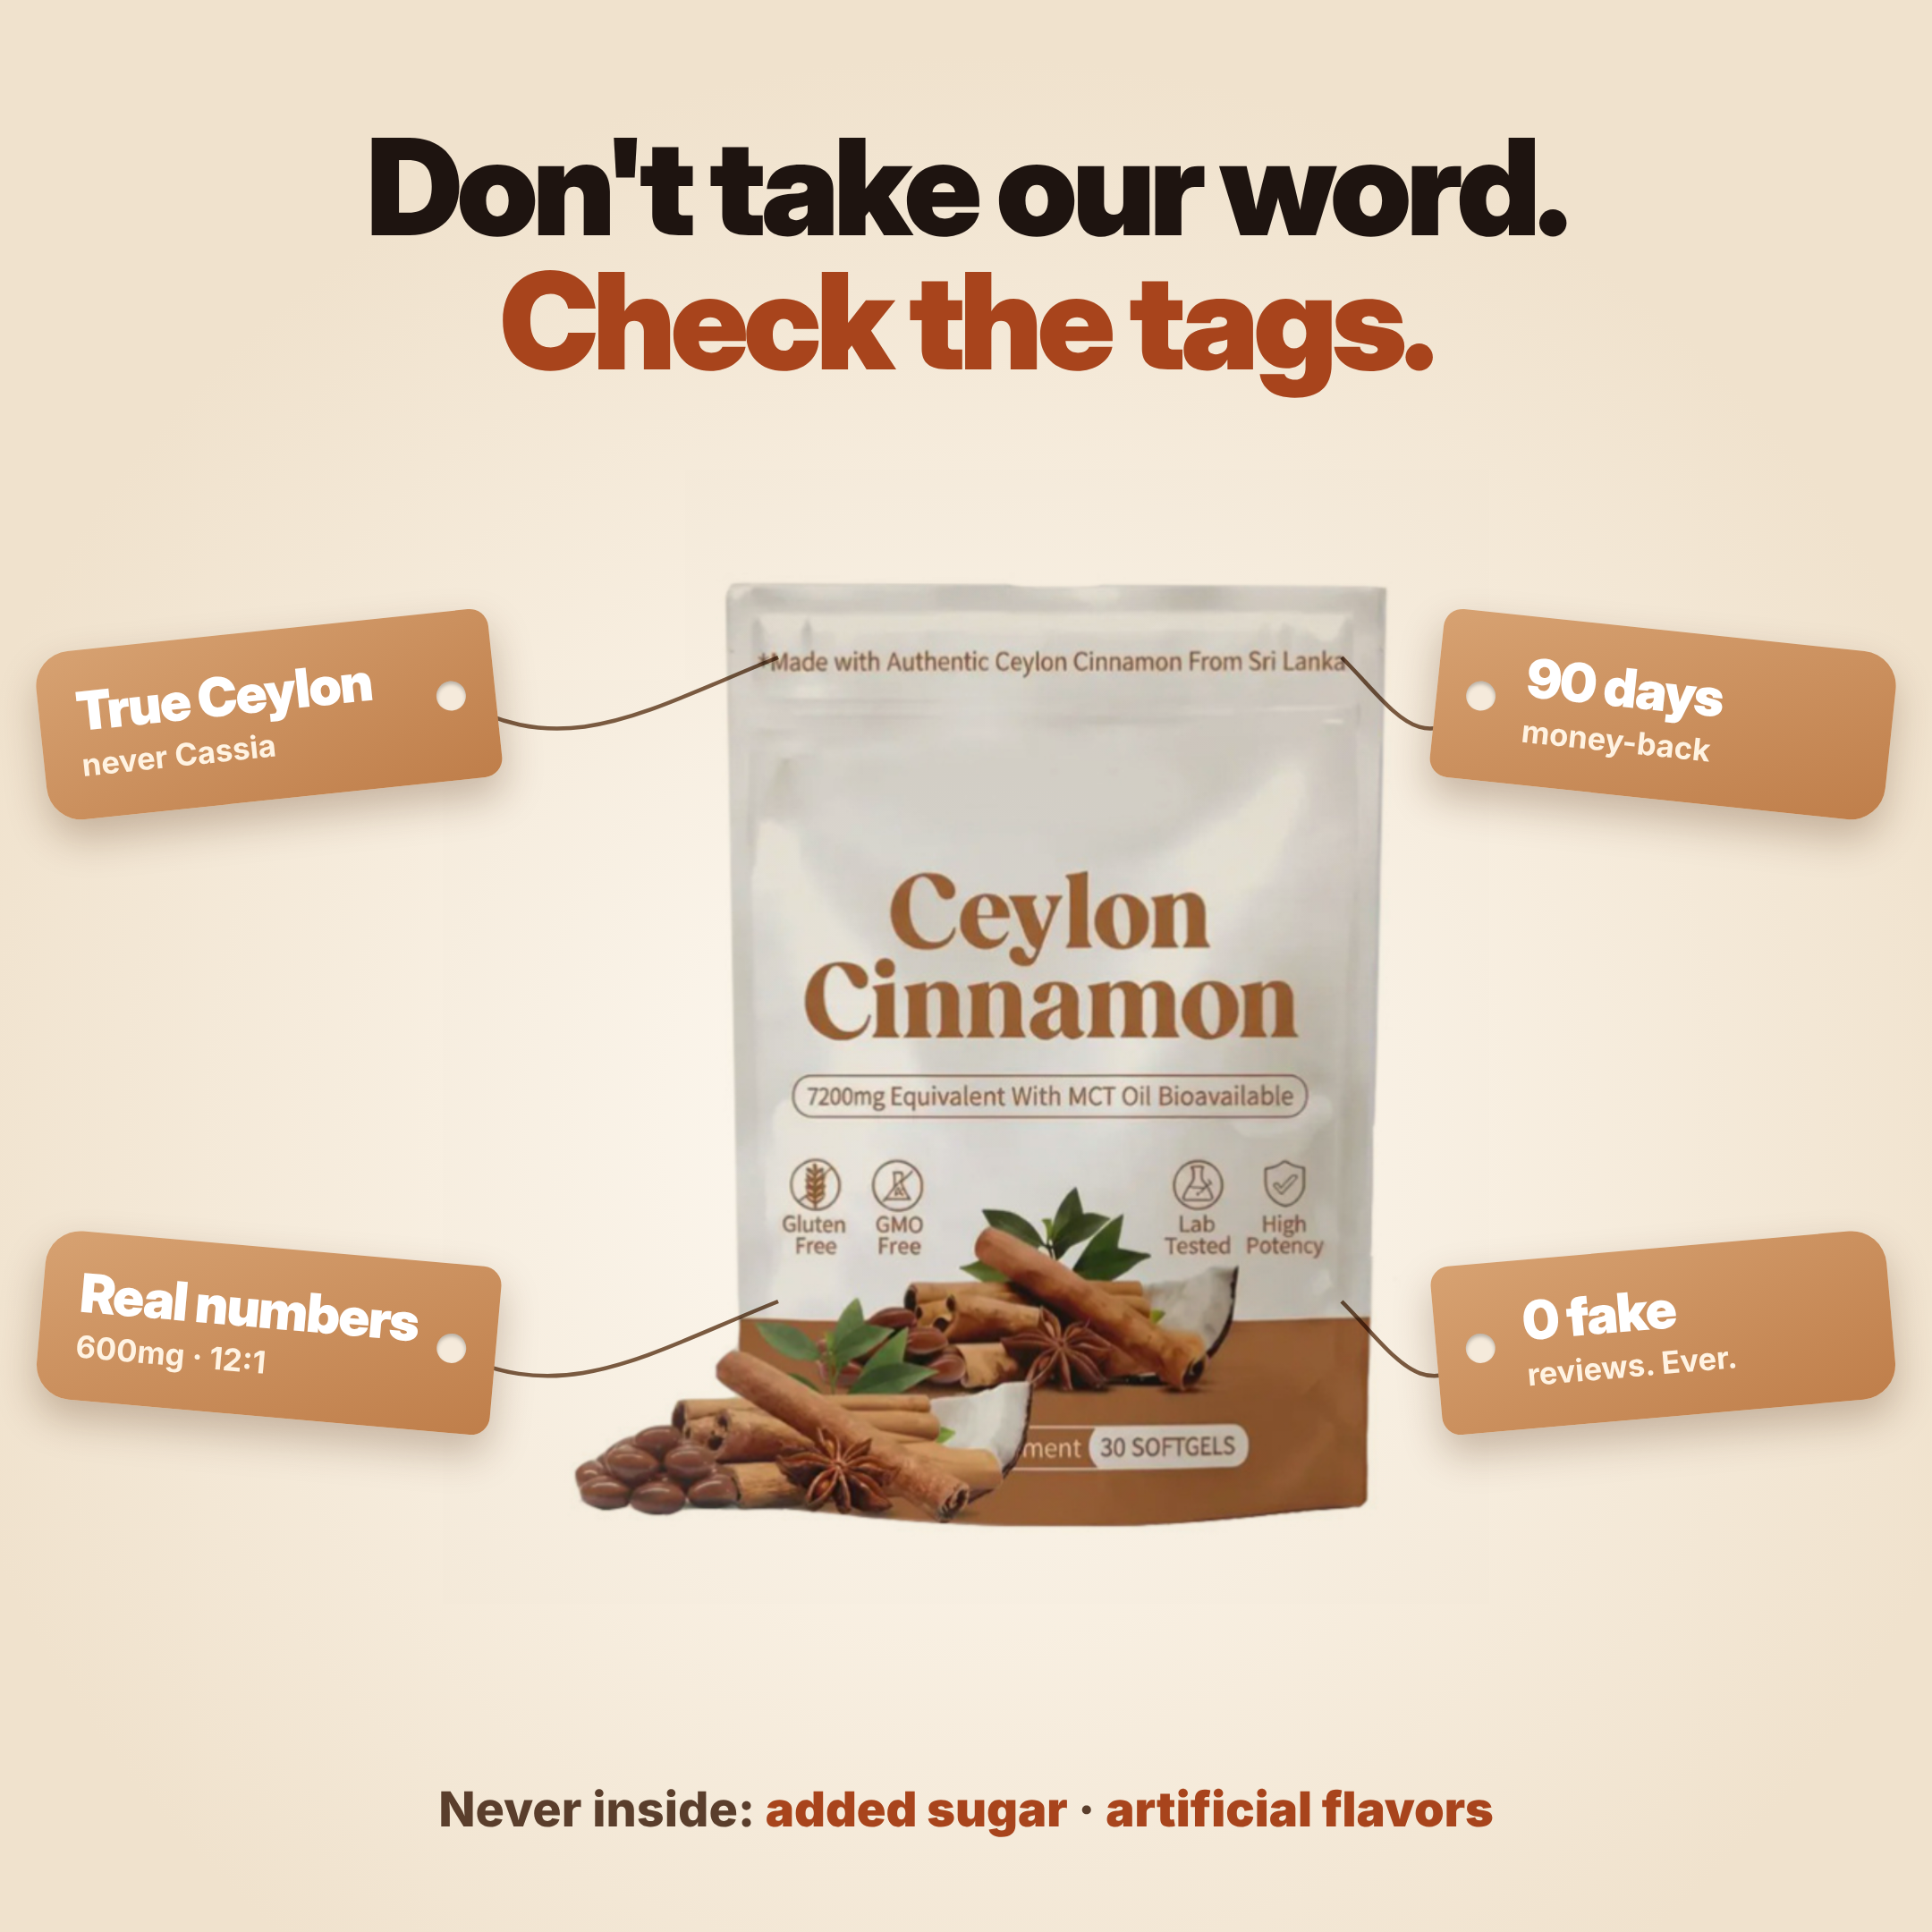 Don't take our word.
Check the tags.
True Ceylon
never Cassia
90 days
money-back
*Made with Authentic Ceylon Cinnamon From Sri Lanka
Ceylon
Cinnamon
7200mg Equivalent With MCT Oil Bioavailable
Gluten
Free
GMO
Free
Lab
Tested
High
Potency
Real numbers
600mg · 12:1
0 fake
reviews. Ever.
30 SOFTGELS
Never inside: added sugar · artificial flavors